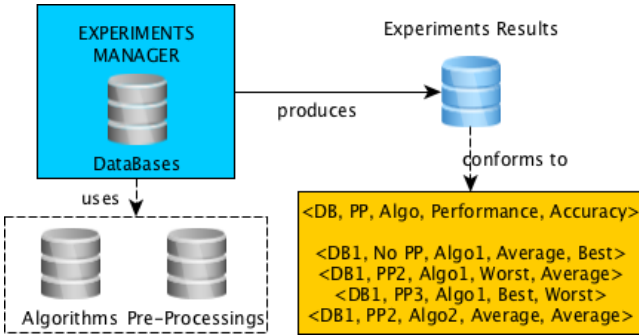 EXPERIMENTS
MANAGER
DataBases
Experiments Results
produces
conforms to
uses
Algorithms
Pre-Processings
<DB, PP, Algo, Performance, Accuracy>
<DB1, No PP, Algo1, Average, Best>
<DB1, PP2, Algo1, Worst, Average>
<DB1, PP3, Algo1, Best, Worst>
<DB1, PP2, Algo2, Average, Average>